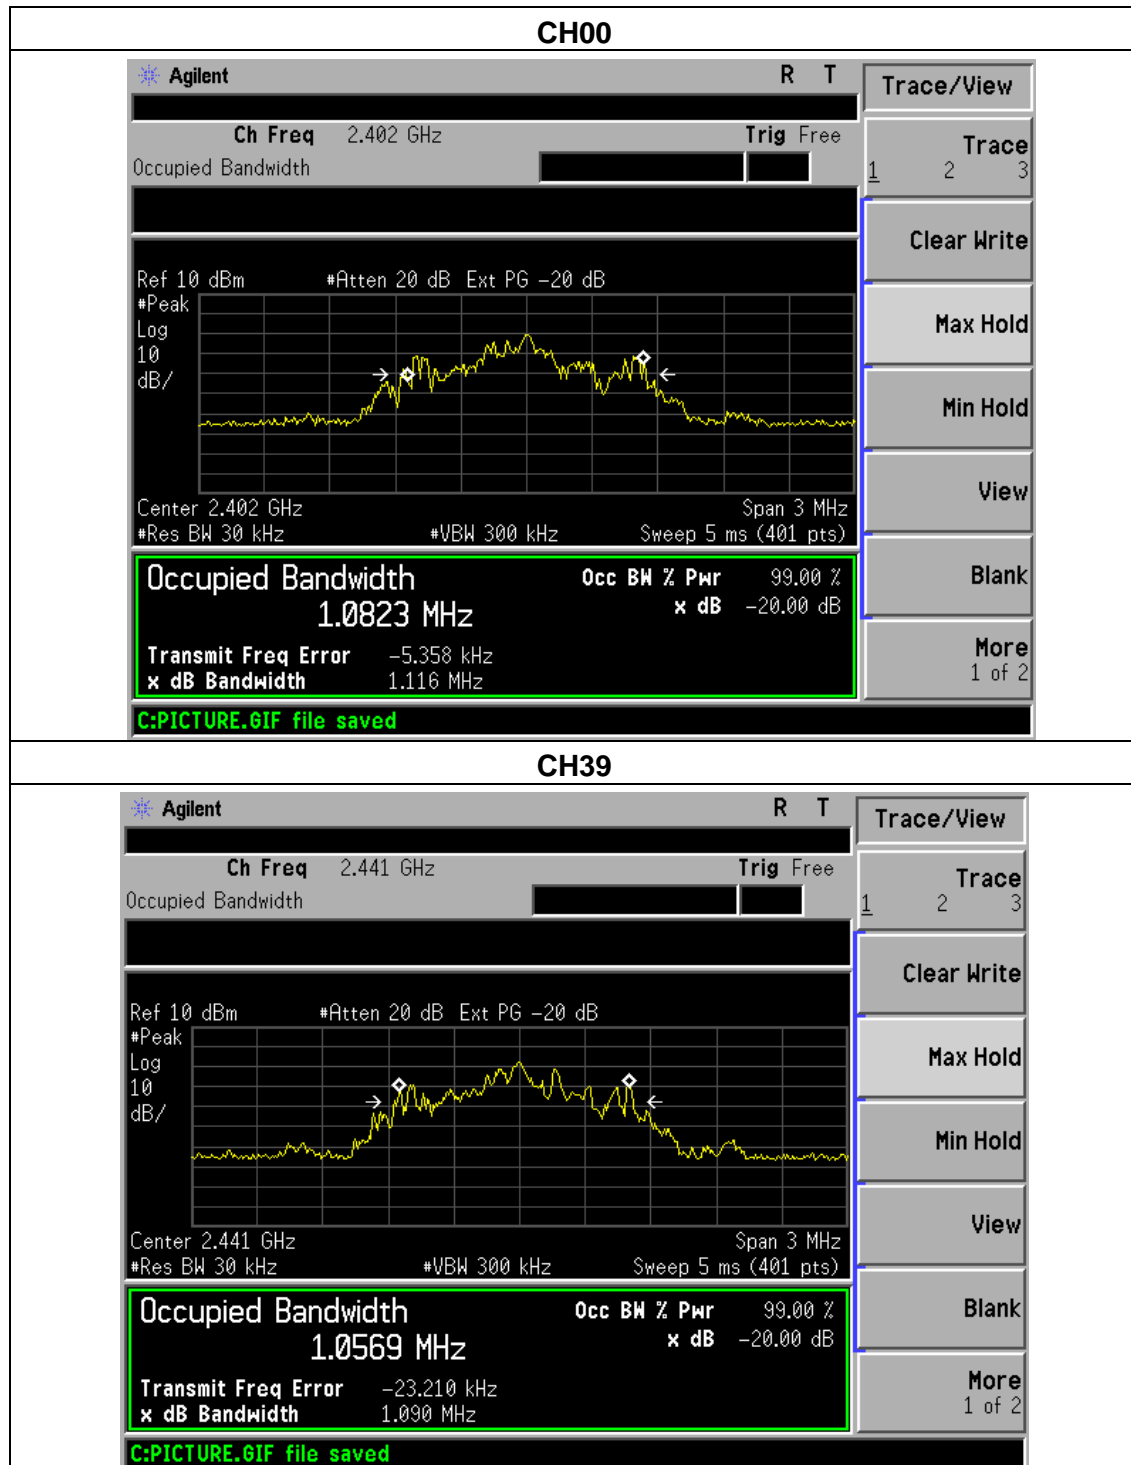 CH00
Agilent R T Trace/View
Ch Freq 2.402 GHz Trig Free
Occupied Bandwidth
Trace
1 2 3
Clear Write
Max Hold
Min Hold
View
Blank
More
1 of 2
Ref 10 dBm #Atten 20 dB Ext PG -20 dB
#Peak
Log
10
dB/
Center 2.402 GHz Span 3 MHz
#Res BW 30 kHz #VBW 300 kHz Sweep 5 ms (401 pts)
Occupied Bandwidth Occ BW % Pwr 99.00 %
1.0823 MHz x dB -20.00 dB
Transmit Freq Error -5.358 kHz
x dB Bandwidth 1.116 MHz
C:PICTURE.GIF file saved
CH39
Agilent R T Trace/View
Ch Freq 2.441 GHz Trig Free
Occupied Bandwidth
Trace
1 2 3
Clear Write
Max Hold
Min Hold
View
Blank
More
1 of 2
Ref 10 dBm #Atten 20 dB Ext PG -20 dB
#Peak
Log
10
dB/
Center 2.441 GHz Span 3 MHz
#Res BW 30 kHz #VBW 300 kHz Sweep 5 ms (401 pts)
Occupied Bandwidth Occ BW % Pwr 99.00 %
1.0569 MHz x dB -20.00 dB
Transmit Freq Error -23.210 kHz
x dB Bandwidth 1.090 MHz
C:PICTURE.GIF file saved